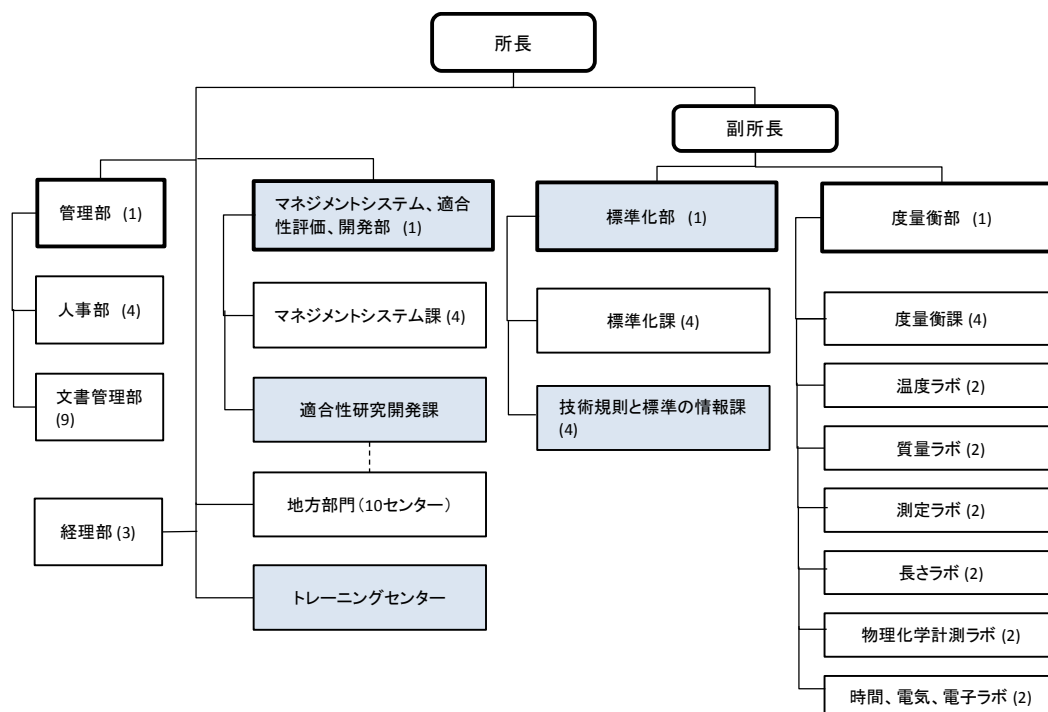 所長
副所長
管理部 (1)
マネジメントシステム、適合
性評価、開発部 (1)
標準化部 (1)
度量衡部 (1)
人事部 (4)
マネジメントシステム課 (4)
標準化課 (4)
度量衡課 (4)
文書管理部
(9)
適合性研究開発課
技術規則と標準の情報課
(4)
温度ラボ (2)
質量ラボ (2)
経理部 (3)
地方部門（10センター）
測定ラボ (2)
長さラボ (2)
トレーニングセンター
物理化学計測ラボ (2)
時間、電気、電子ラボ (2)